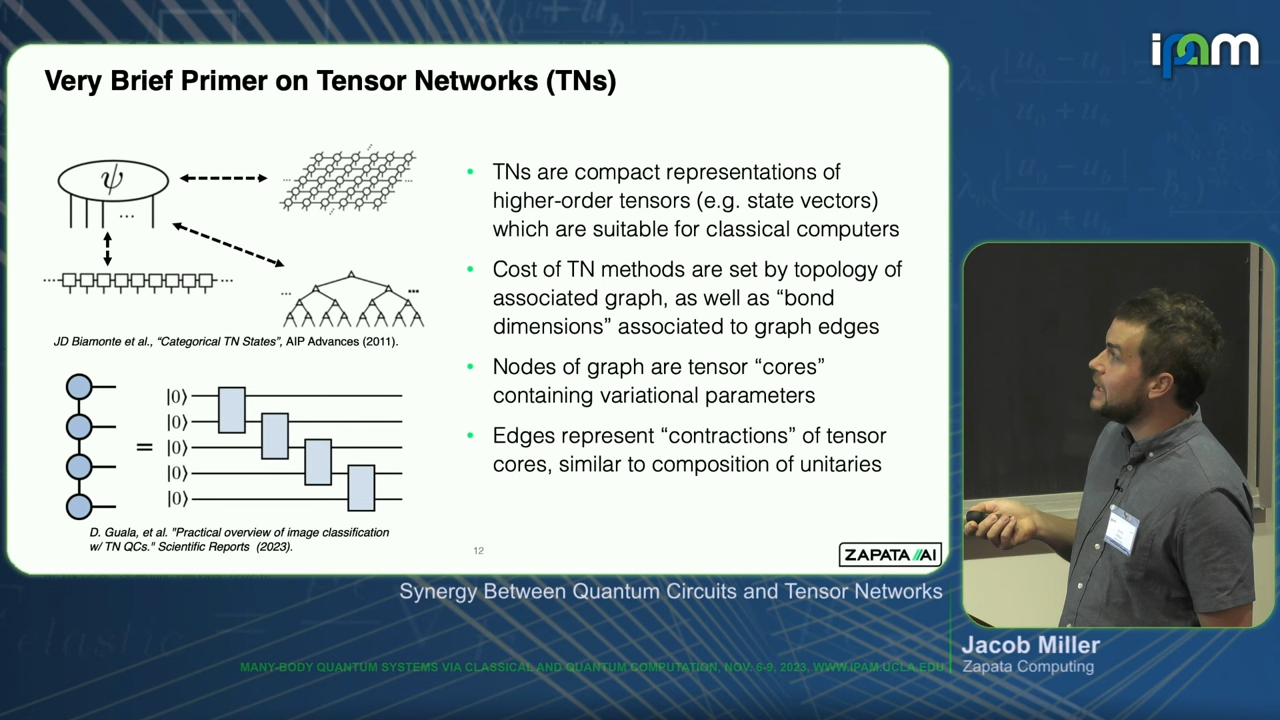 ipam
Very Brief Primer on Tensor Networks (TNs)
ψ
...
JD Biamonte et al., “Categorical TN States”, AIP Advances (2011).
=
|0⟩
|0⟩
|0⟩
|0⟩
|0⟩
D. Guala, et al. "Practical overview of image classification
w/ TN QCs." Scientific Reports (2023).
• TNs are compact representations of
higher-order tensors (e.g. state vectors)
which are suitable for classical computers
• Cost of TN methods are set by topology of
associated graph, as well as “bond
dimensions” associated to graph edges
• Nodes of graph are tensor “cores”
containing variational parameters
• Edges represent “contractions” of tensor
cores, similar to composition of unitaries
12
ZAPATA//AI
Synergy Between Quantum Circuits and Tensor Networks
Jacob Miller
Zapata Computing
MANY-BODY QUANTUM SYSTEMS VIA CLASSICAL AND QUANTUM COMPUTATION, NOV. 6-9, 2023, WWW.IPAM.UCLA.EDU
elastic